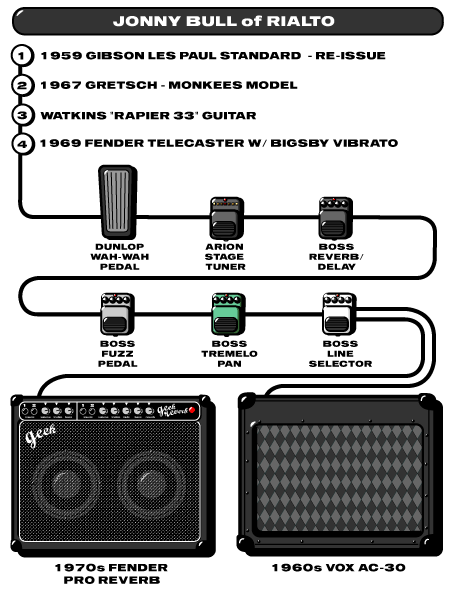 JONNY BULL of RIALTO
1 1959 GIBSON LES PAUL STANDARD - RE-ISSUE
2 1967 GRETSCH - MONKEES MODEL
3 WATKINS "RAPIER 33" GUITAR
4 1969 FENDER TELECASTER W/ BIGSBY VIBRATO
DUNLOP
WAH-WAH
PEDAL
ARION
STAGE
TUNER
BOSS
REVERB/
DELAY
BOSS
FUZZ
PEDAL
BOSS
TREMELO
PAN
BOSS
LINE
SELECTOR
geek
reverb
geek
1970s FENDER
PRO REVERB
1960s VOX AC-30